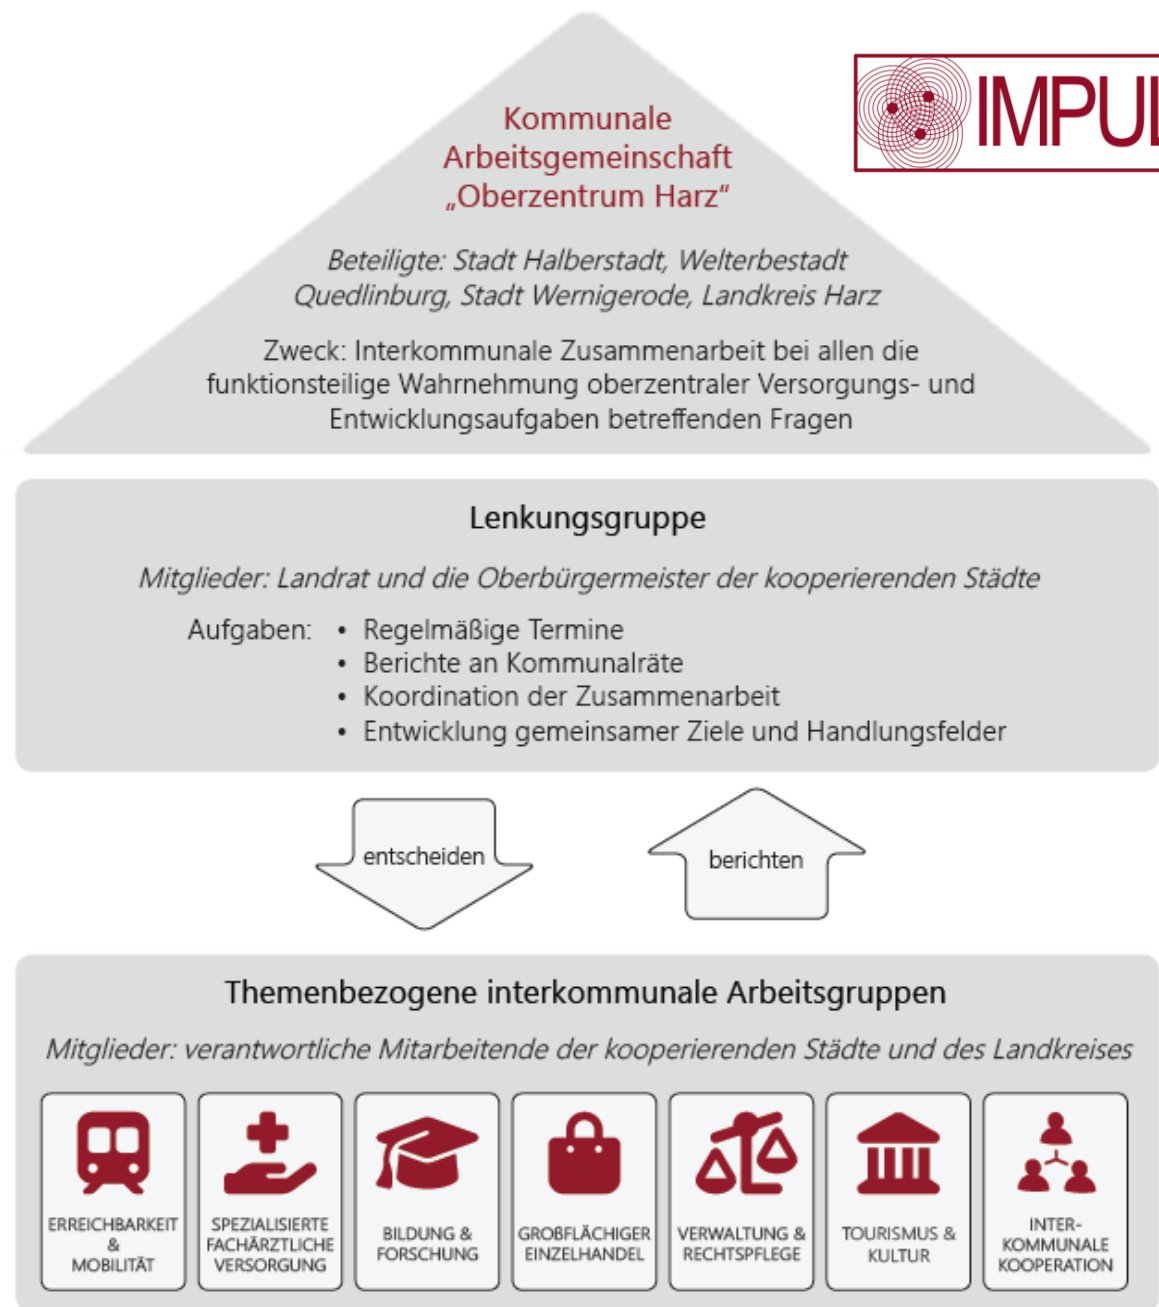 Kommunale
Arbeitsgemeinschaft
„Oberzentrum Harz“
IMPUL
Beteiligte: Stadt Halberstadt, Welterbestadt
Quedlinburg, Stadt Wernigerode, Landkreis Harz
Zweck: Interkommunale Zusammenarbeit bei allen die
funktionsteilige Wahrnehmung oberzentraler Versorgungs- und
Entwicklungsaufgaben betreffenden Fragen
Lenkungsgruppe
Mitglieder: Landrat und die Oberbürgermeister der kooperierenden Städte
Aufgaben: • Regelmäßige Termine
• Berichte an Kommunalräte
• Koordination der Zusammenarbeit
• Entwicklung gemeinsamer Ziele und Handlungsfelder
entscheiden
berichten
Themenbezogene interkommunale Arbeitsgruppen
Mitglieder: verantwortliche Mitarbeitende der kooperierenden Städte und des Landkreises
ERREICHBARKEIT
&
MOBILITÄT
SPEZIALISIERTE
FACHÄRZTLICHE
VERSORGUNG
BILDUNG &
FORSCHUNG
GROßFLÄCHIGER
EINZELHANDEL
VERWALTUNG &
RECHTSPFLEGE
TOURISMUS &
KULTUR
INTER-
KOMMUNALE
KOOPERATION